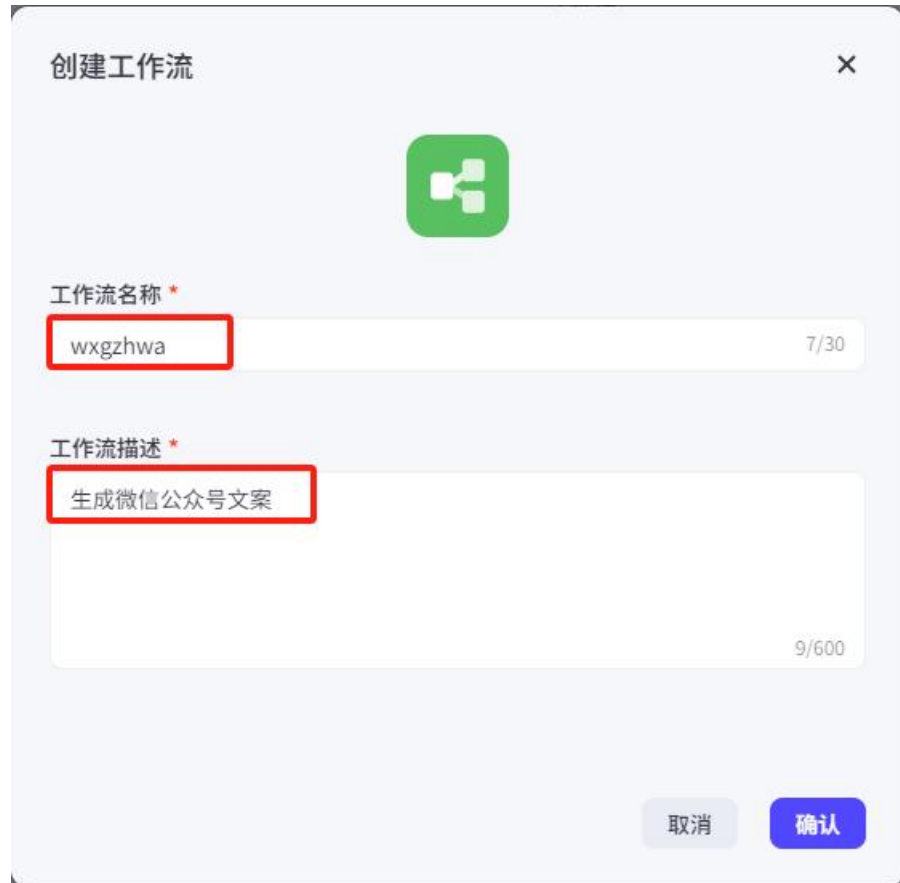 创建工作流
工作流名称 *
wxgzhwa 7/30
工作流描述 *
生成微信公众号文案
9/600
取消 确认